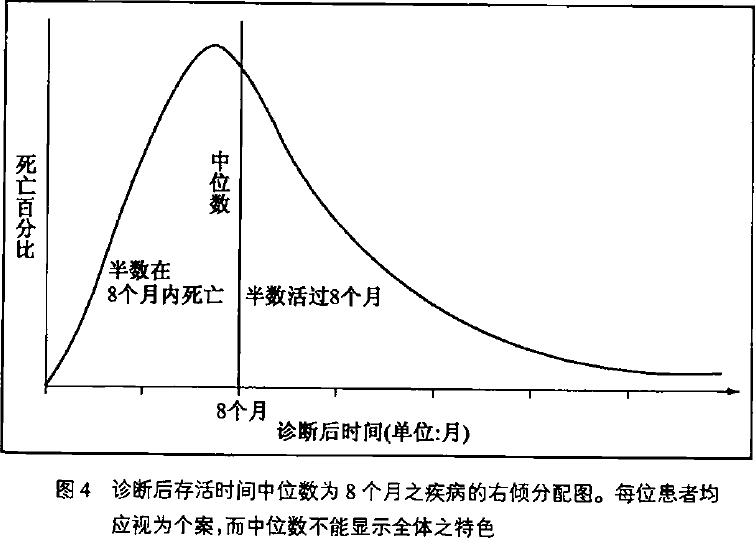 死亡百分比
中位数
半数在
8个月内死亡
半数活过8个月
8个月
诊断后时间(单位:月)
图4 诊断后存活时间中位数为8个月之疾病的右倾分配图。每位患者均
应视为个案,而中位数不能显示全体之特色